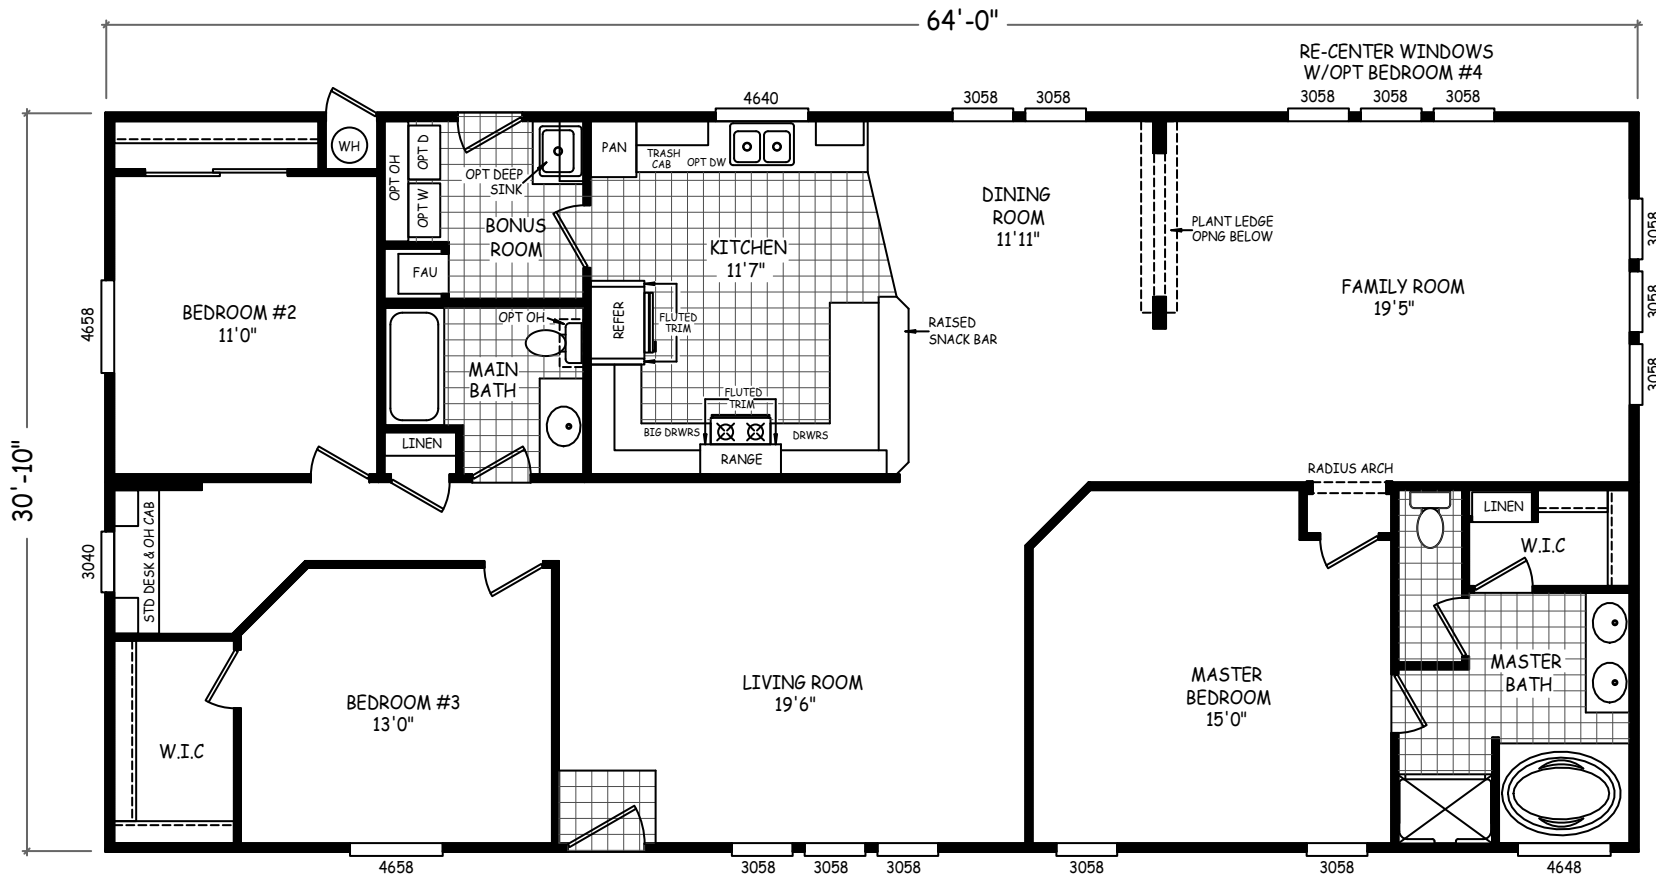 64'-0"
RE-CENTER WINDOWS
W/OPT BEDROOM #4
4640
3058
3058
3058
3058
3058
WH
OPT OH
OPT D
OPT W
OPT DEEP
SINK
BONUS
ROOM
FAU
PAN
TRASH
CAB
OPT DW
KITCHEN
11'7"
DINING
ROOM
11'11"
PLANT LEDGE
OPNG BELOW
FAMILY ROOM
19'5"
3058
3058
3058
4658
BEDROOM #2
11'0"
OPT OH
MAIN
BATH
LINEN
REFER
FLUTED
TRIM
RAISED
SNACK BAR
FLUTED
TRIM
BIG DRWRS
DRWRS
RANGE
30'-10"
RADIUS ARCH
LINEN
W.I.C
3040
STD DESK & OH CAB
BEDROOM #3
13'0"
W.I.C
LIVING ROOM
19'6"
MASTER
BEDROOM
15'0"
MASTER
BATH
4658
3058
3058
3058
3058
3058
4648